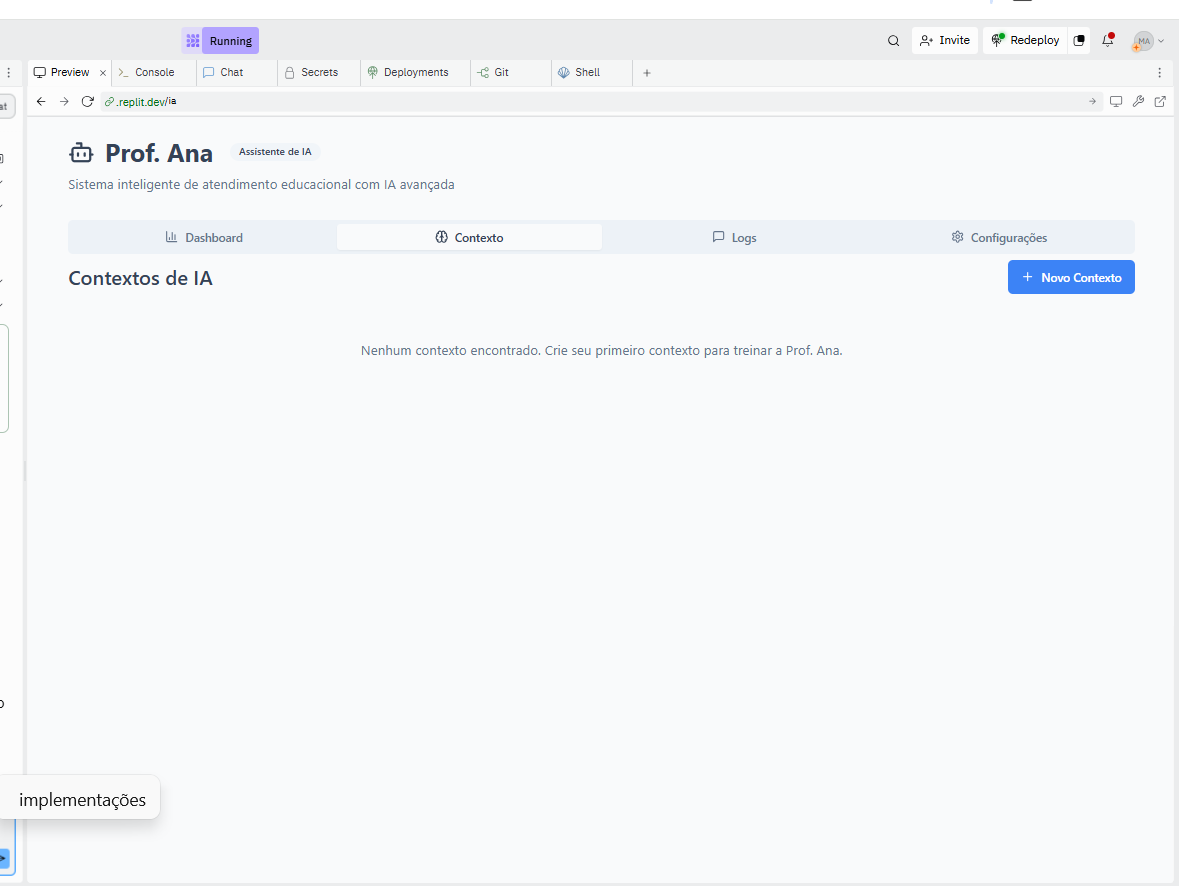 Running
Invite
Redeploy
Preview
Console
Chat
Secrets
Deployments
Git
Shell
at
.replit.dev/ia
MA
Prof. Ana
Assistente de IA
Sistema inteligente de atendimento educacional com IA avançada
Dashboard
Contexto
Logs
Configurações
Contextos de IA
+ Novo Contexto
Nenhum contexto encontrado. Crie seu primeiro contexto para treinar a Prof. Ana.
implementações